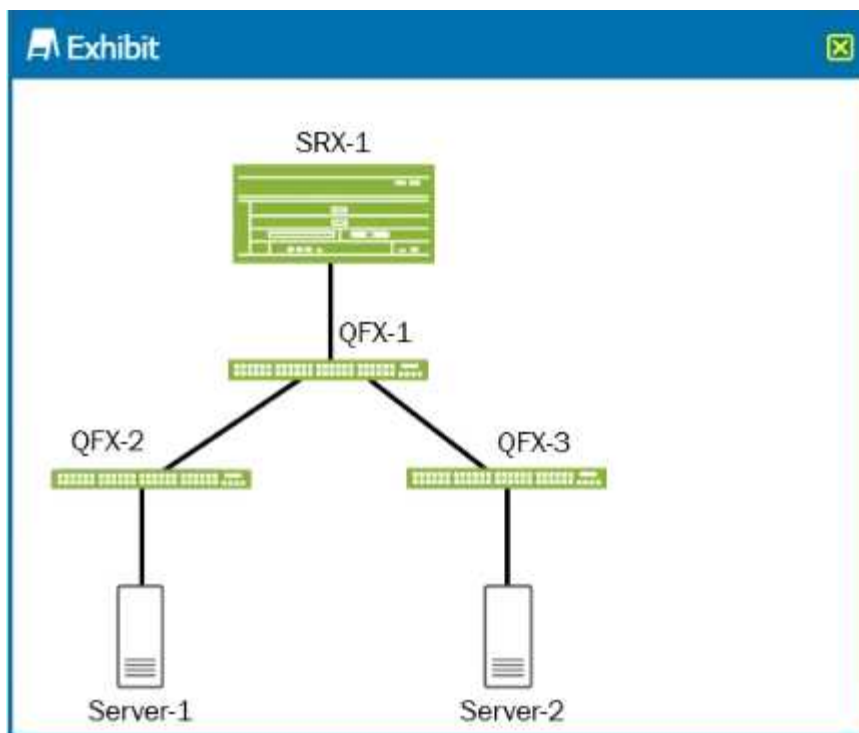 Exhibit
SRX-1
QFX-1
QFX-2
QFX-3
Server-1
Server-2